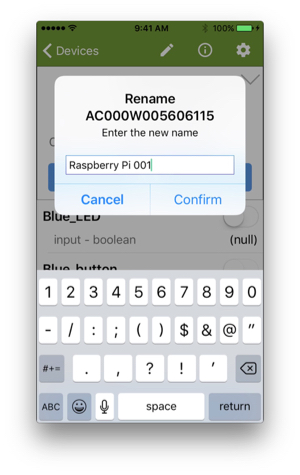 9:41 AM 100%
Devices
Rename
AC000W005606115
Enter the new name
Raspberry Pi 001
Cancel Confirm
Blue_LED
input - boolean (null)
Blue_button
1 2 3 4 5 6 7 8 9 0
- / : ; ( ) $ & @ "
#+= . , ? ! '
ABC space return